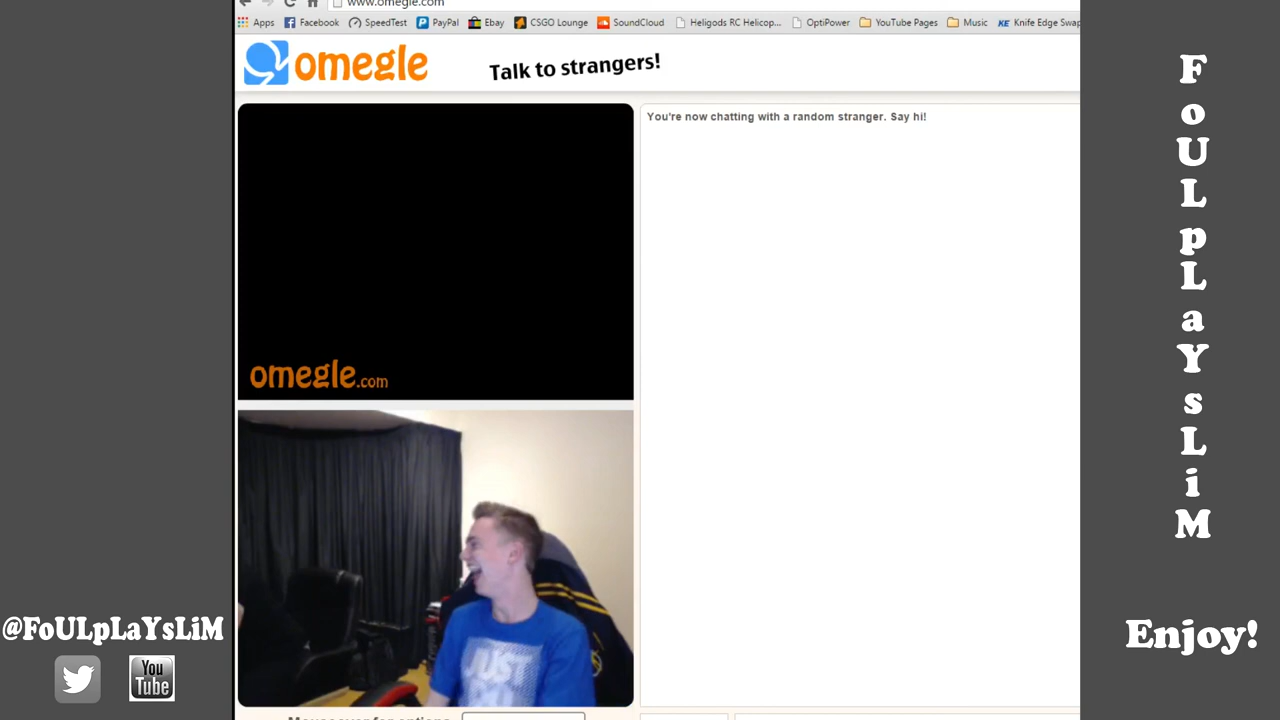 www.omegle.com
Apps Facebook SpeedTest PayPal Ebay CSGO Lounge SoundCloud Heligods RC Helicop... OptiPower YouTube Pages Music KE Knife Edge Swap
omegle Talk to strangers!
You're now chatting with a random stranger. Say hi!
omegle.com
JUST
DO
@FoULpLaYsLiM
You
Tube
F
o
U
L
p
L
a
Y
s
L
i
M
Enjoy!